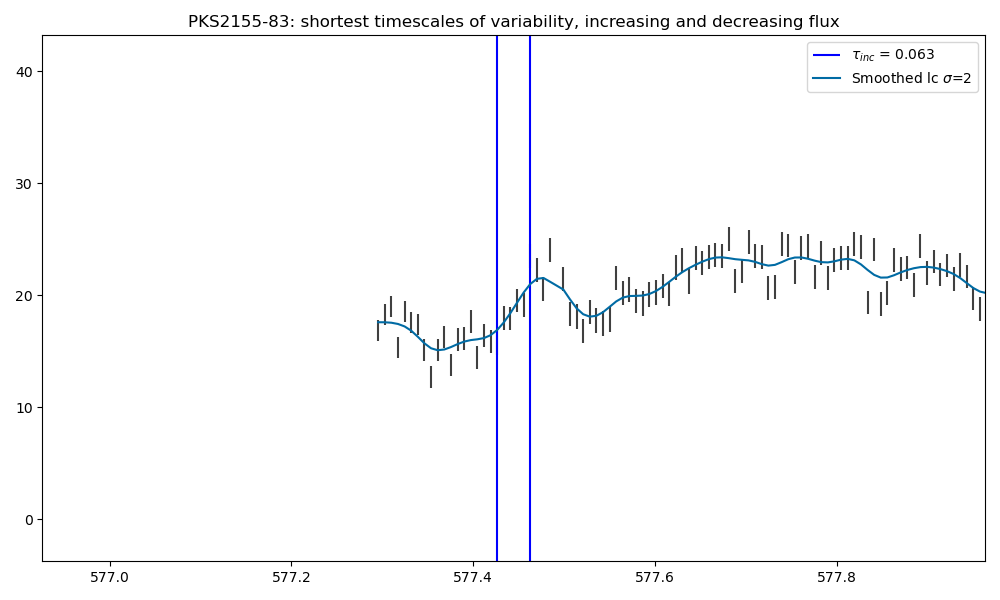 PKS2155-83: shortest timescales of variability, increasing and decreasing flux
τinc = 0.063
Smoothed lc σ=2
40
30
20
10
0
577.0 577.2 577.4 577.6 577.8